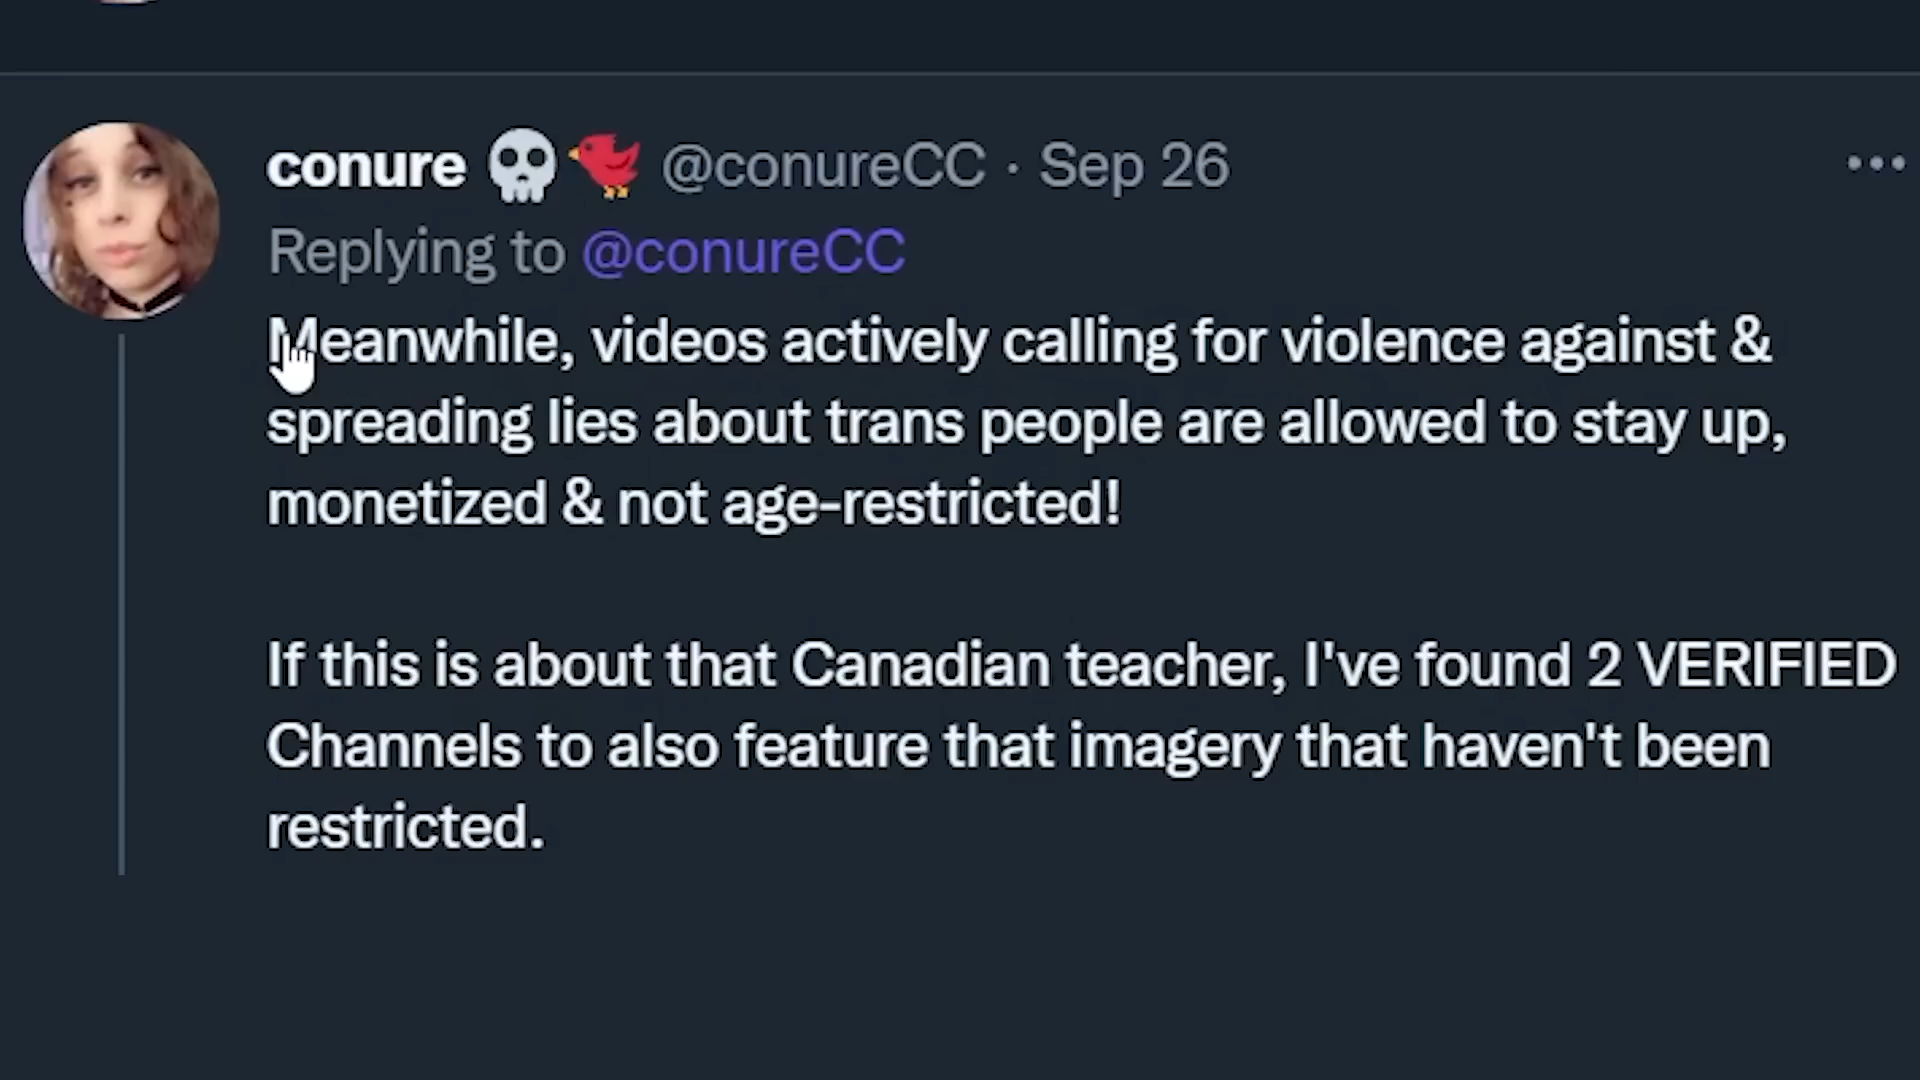 conure 💀🐦 @conureCC · Sep 26
Replying to @conureCC
Meanwhile, videos actively calling for violence against &
spreading lies about trans people are allowed to stay up,
monetized & not age-restricted!
If this is about that Canadian teacher, I've found 2 VERIFIED
Channels to also feature that imagery that haven't been
restricted.